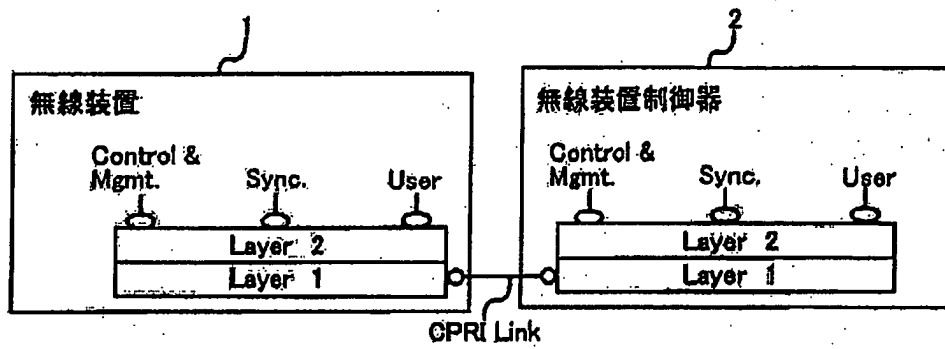 1
2
無線装置
無線装置制御器
Control &
Mgmt.
Sync.
User
Control &
Mgmt.
Sync.
User
Layer 2
Layer 1
Layer 2
Layer 1
CPRI Link